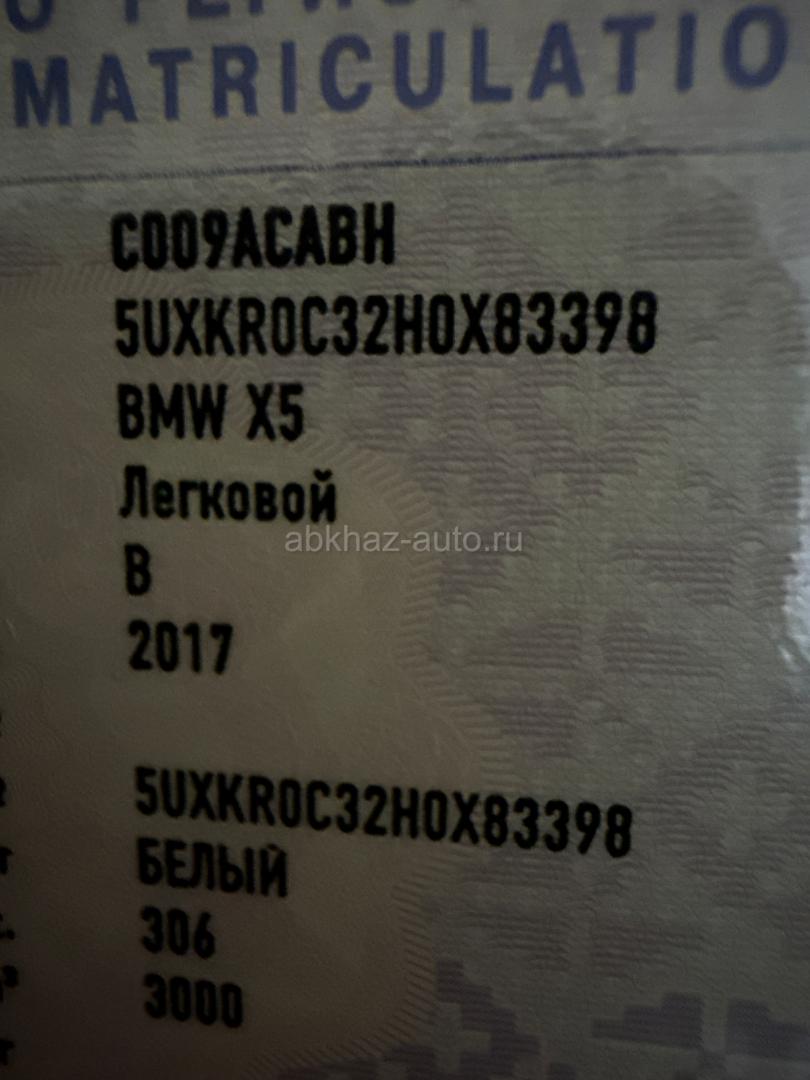 MATRICULATIO
C009ACABH
5UXKR0C32H0X83398
BMW X5
Легковой
abkhaz-auto.ru
B
2017
5UXKR0C32H0X83398
БЕЛЫЙ
306
3000